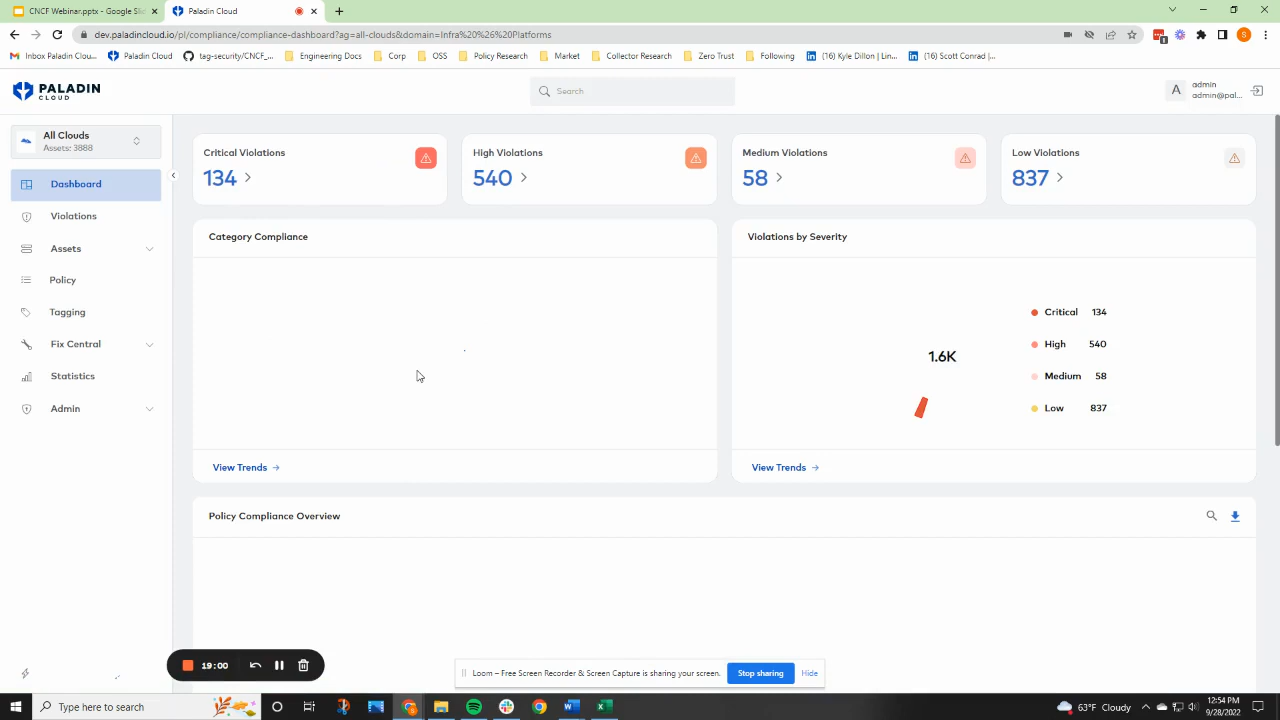 CNCF Webinar.pptx - Google Slid
Paladin Cloud
dev.paladincloud.io/pl/compliance/compliance-dashboard?ag=all-clouds&domain=Infra%20%26%20Platforms
Inbox Paladin Clou...
Paladin Cloud
tag-security/CNCF_...
Engineering Docs
Corp
OSS
Policy Research
Market
Collector Research
Zero Trust
Following
(16) Kyle Dillon | Lin...
(16) Scott Conrad |...
PALADIN
CLOUD
Search
A
admin
admin@pal...
All Clouds
Assets: 3888
Dashboard
Violations
Assets
Policy
Tagging
Fix Central
Statistics
Admin
Critical Violations
134
High Violations
540
Medium Violations
58
Low Violations
837
Category Compliance
View Trends
Violations by Severity
1.6K
Critical 134
High 540
Medium 58
Low 837
View Trends
Policy Compliance Overview
19:00
Loom – Free Screen Recorder & Screen Capture is sharing your screen.
Stop sharing
Hide
Type here to search
63°F Cloudy
12:54 PM
9/28/2022